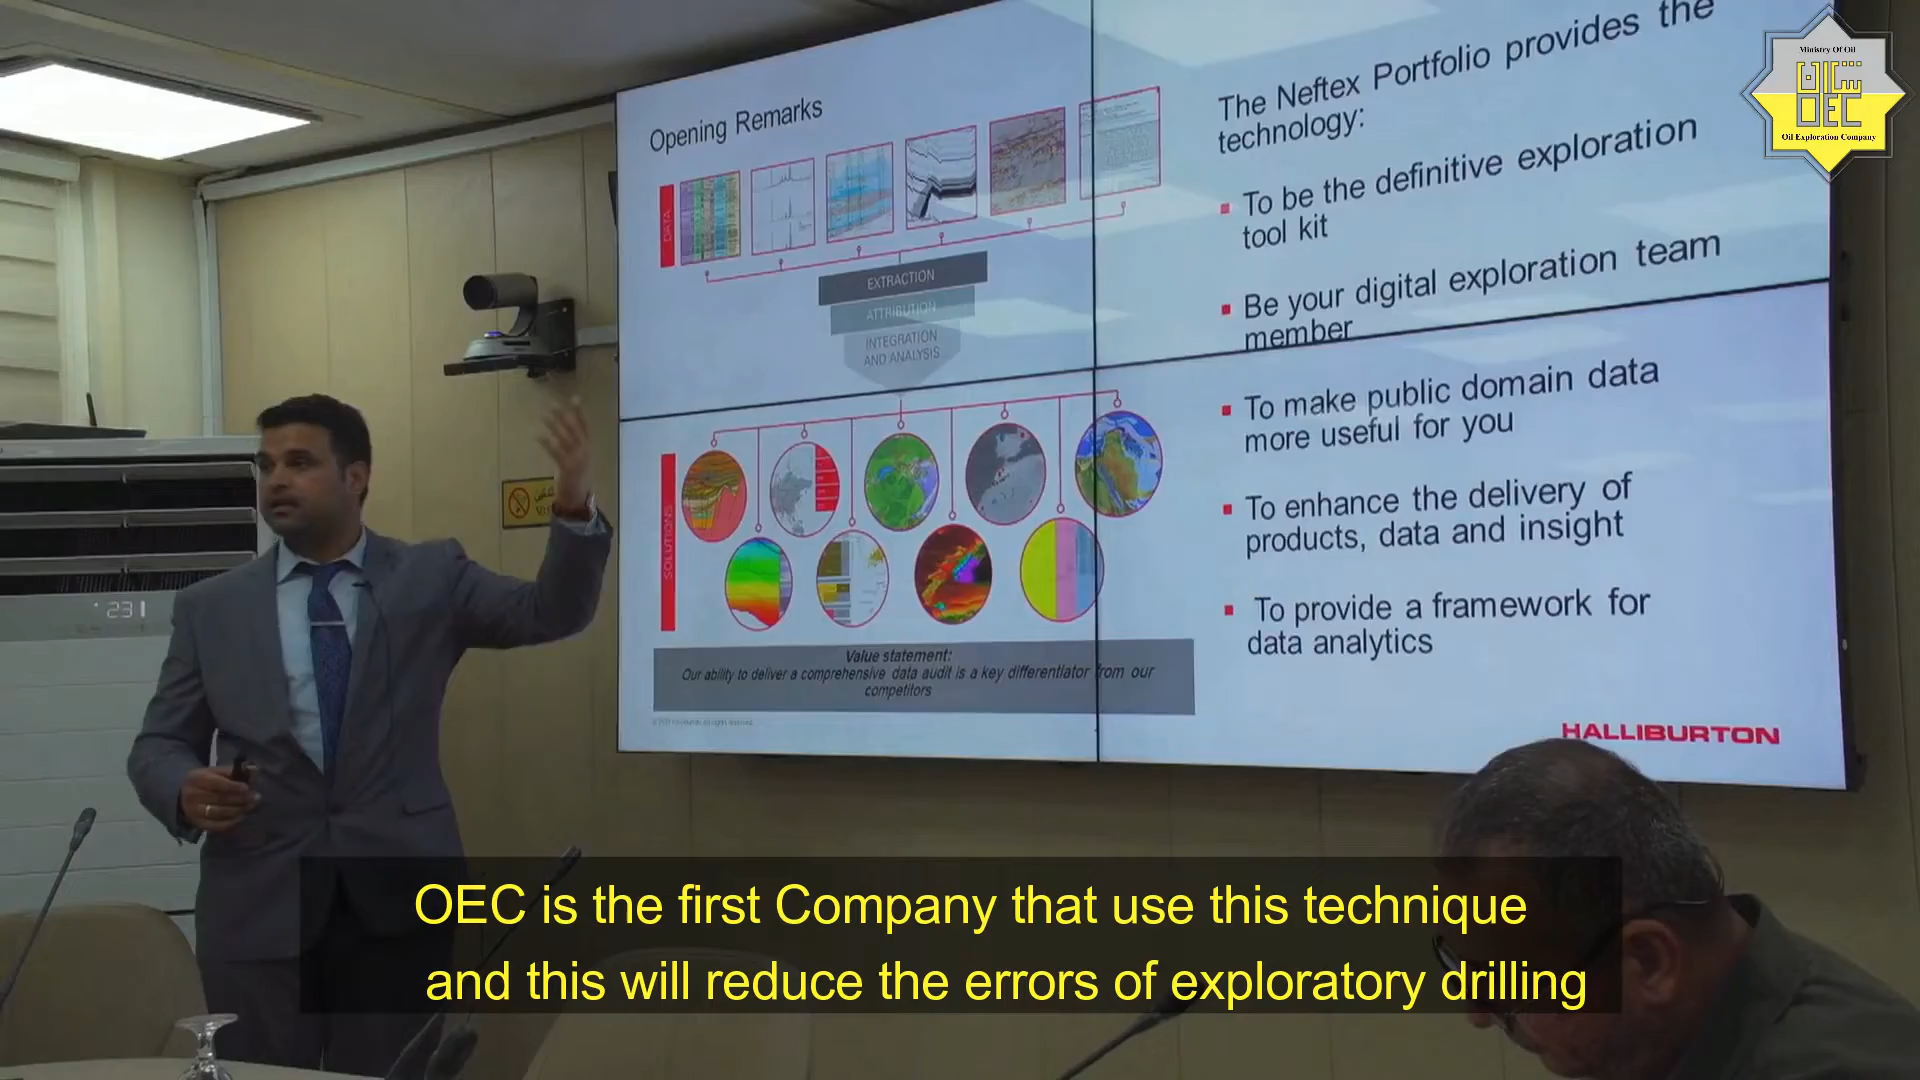 Opening Remarks
DATA
EXTRACTION
ATTRIBUTION
INTEGRATION
AND ANALYSIS
SOLUTIONS
Value statement:
Our ability to deliver a comprehensive data audit is a key differentiator from our
competitors
The Neftex Portfolio provides the
technology:
To be the definitive exploration
tool kit
Be your digital exploration team
member
To make public domain data
more useful for you
To enhance the delivery of
products, data and insight
To provide a framework for
data analytics
HALLIBURTON
Ministry Of Oil
OEC
Oil Exploration Company
23
OEC is the first Company that use this technique
and this will reduce the errors of exploratory drilling